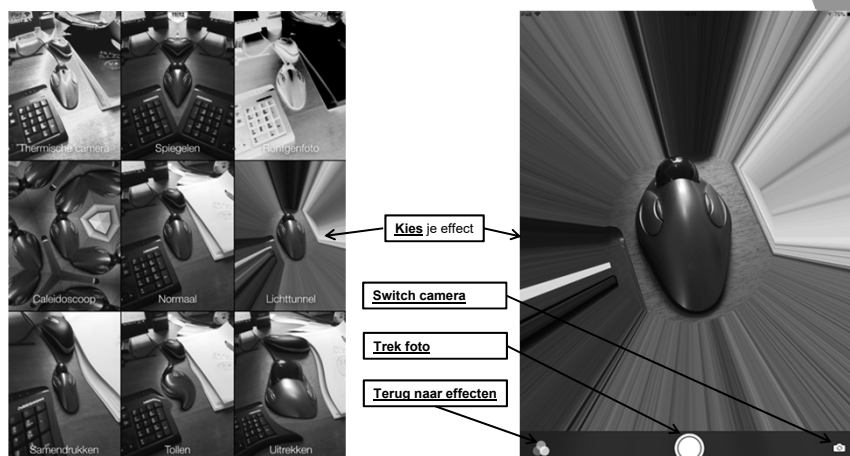 Thermische camera
Spiegelen
Röntgenfoto
Kies je effect
Caleidoscoop
Normaal
Lichttunnel
Switch camera
Trek foto
Terug naar effecten
Samendrukken
Tollen
Uitrekken